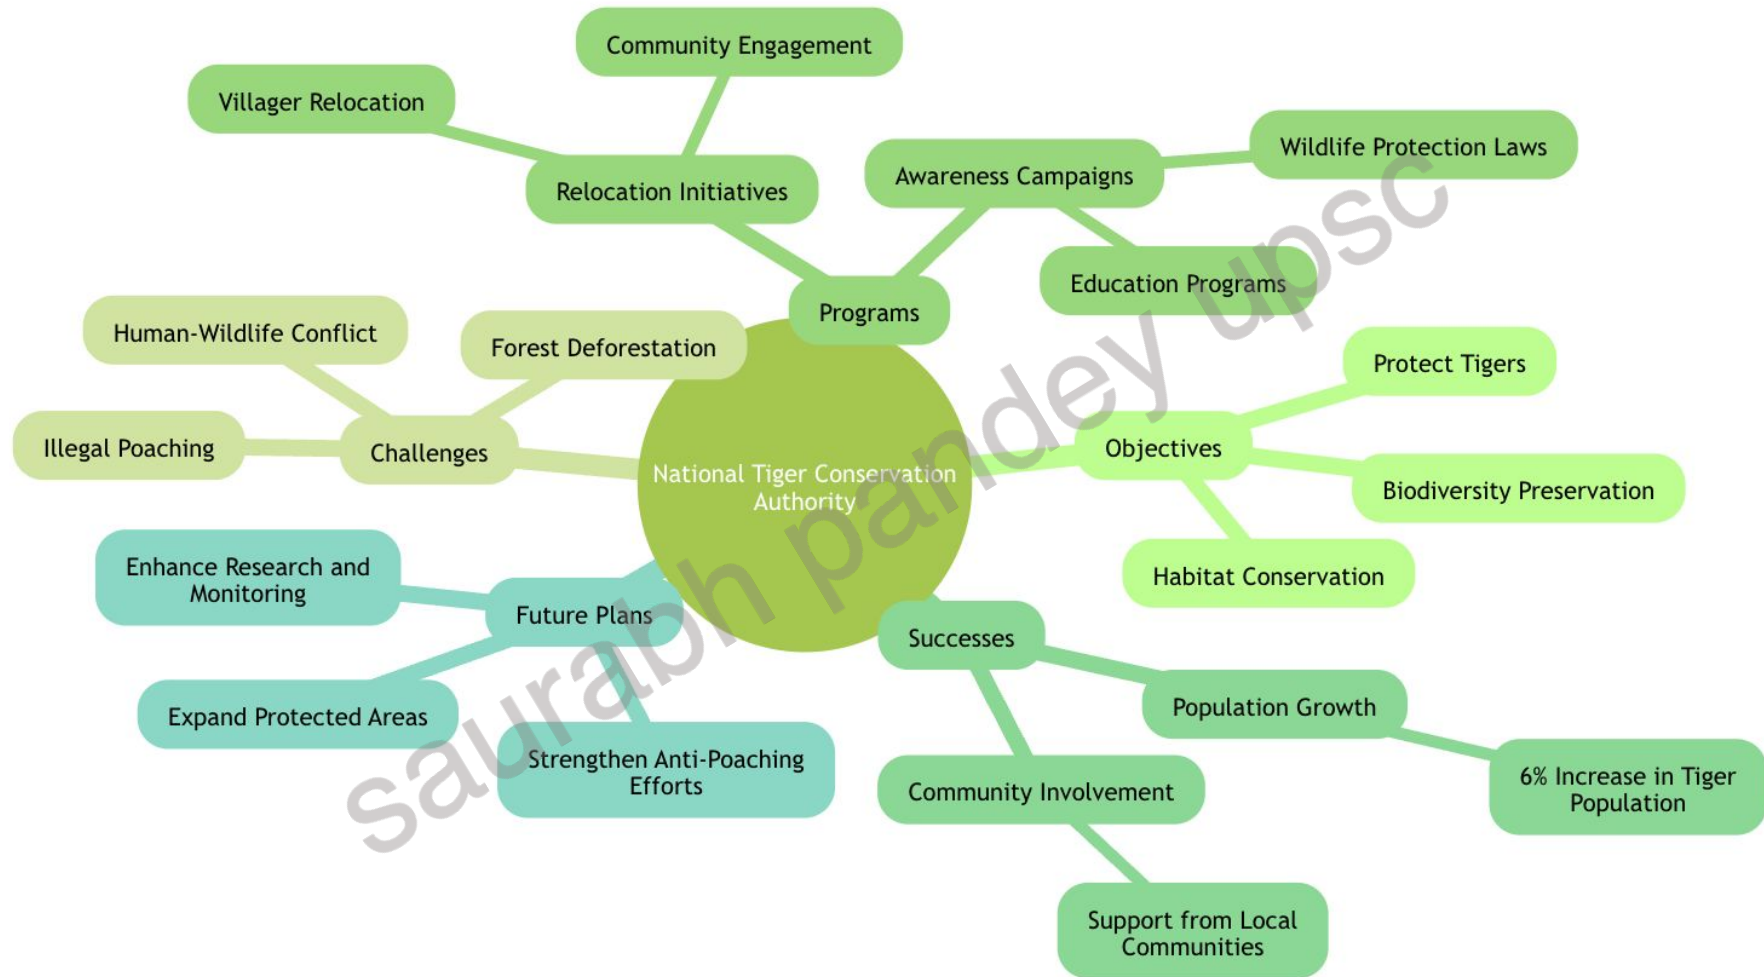 Community Engagement
Villager Relocation
Relocation Initiatives
Awareness Campaigns
Wildlife Protection Laws
Education Programs
Programs
Human-Wildlife Conflict
Forest Deforestation
Illegal Poaching
Challenges
National Tiger Conservation
Authority
Objectives
Protect Tigers
Biodiversity Preservation
Habitat Conservation
Enhance Research and
Monitoring
Future Plans
Expand Protected Areas
Strengthen Anti-Poaching
Efforts
Successes
Population Growth
6% Increase in Tiger
Population
Community Involvement
Support from Local
Communities
saurabh pandey upsc